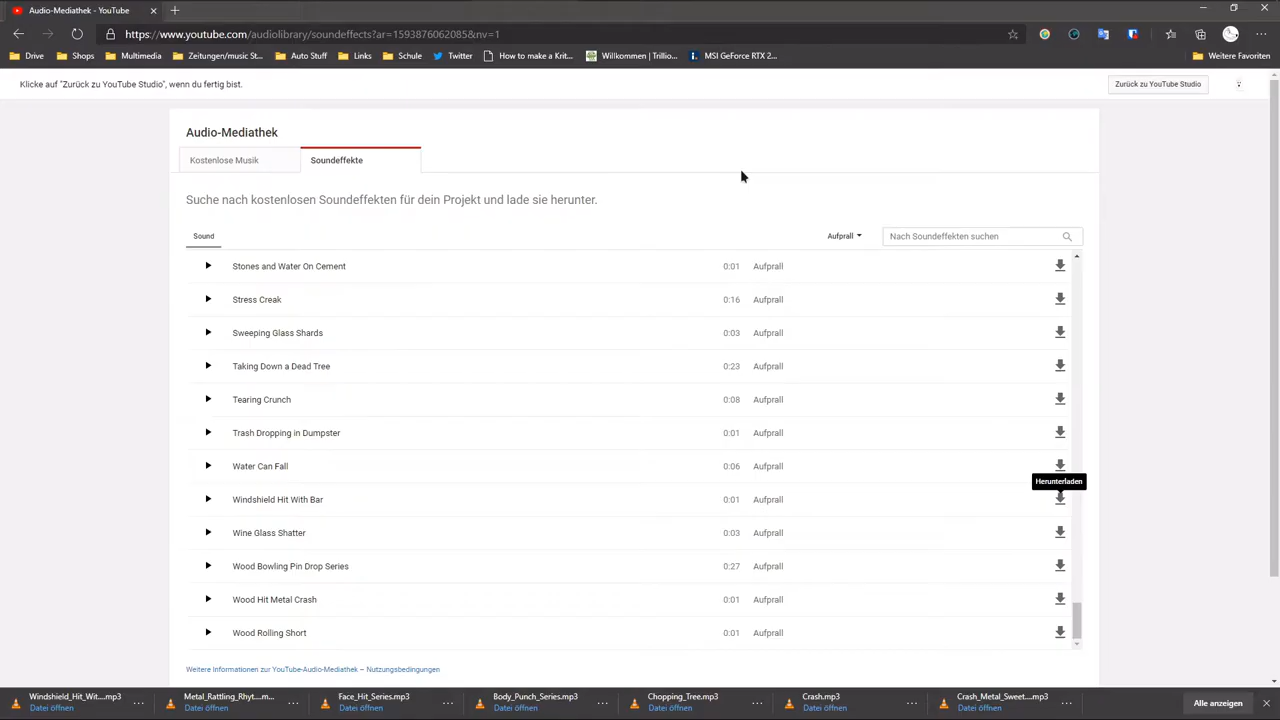 Audio-Mediathek - YouTube
https://www.youtube.com/audiolibrary/soundeffects?ar=1593876062085&nv=1
Drive Shops Multimedia Zeitungen/music St... Auto Stuff Links Schule Twitter How to make a Krit... Willkommen | Trillio... MSI GeForce RTX 2... Weitere Favoriten
Klicke auf "Zurück zu YouTube Studio", wenn du fertig bist. Zurück zu YouTube Studio
Audio-Mediathek
Kostenlose Musik Soundeffekte
Suche nach kostenlosen Soundeffekten für dein Projekt und lade sie herunter.
Sound Aufprall Nach Soundeffekten suchen
Stones and Water On Cement 0:01 Aufprall
Stress Creak 0:16 Aufprall
Sweeping Glass Shards 0:03 Aufprall
Taking Down a Dead Tree 0:23 Aufprall
Tearing Crunch 0:08 Aufprall
Trash Dropping in Dumpster 0:01 Aufprall
Water Can Fall 0:06 Aufprall
Herunterladen
Windshield Hit With Bar 0:01 Aufprall
Wine Glass Shatter 0:03 Aufprall
Wood Bowling Pin Drop Series 0:27 Aufprall
Wood Hit Metal Crash 0:01 Aufprall
Wood Rolling Short 0:01 Aufprall
Weitere Informationen zur YouTube-Audio-Mediathek – Nutzungsbedingungen
Windshield_Hit_Wit....mp3 Metal_Rattling_Rhyt....m... Face_Hit_Series.mp3 Body_Punch_Series.mp3 Chopping_Tree.mp3 Crash.mp3 Crash_Metal_Sweet....mp3 Alle anzeigen
Datei öffnen Datei öffnen Datei öffnen Datei öffnen Datei öffnen Datei öffnen Datei öffnen